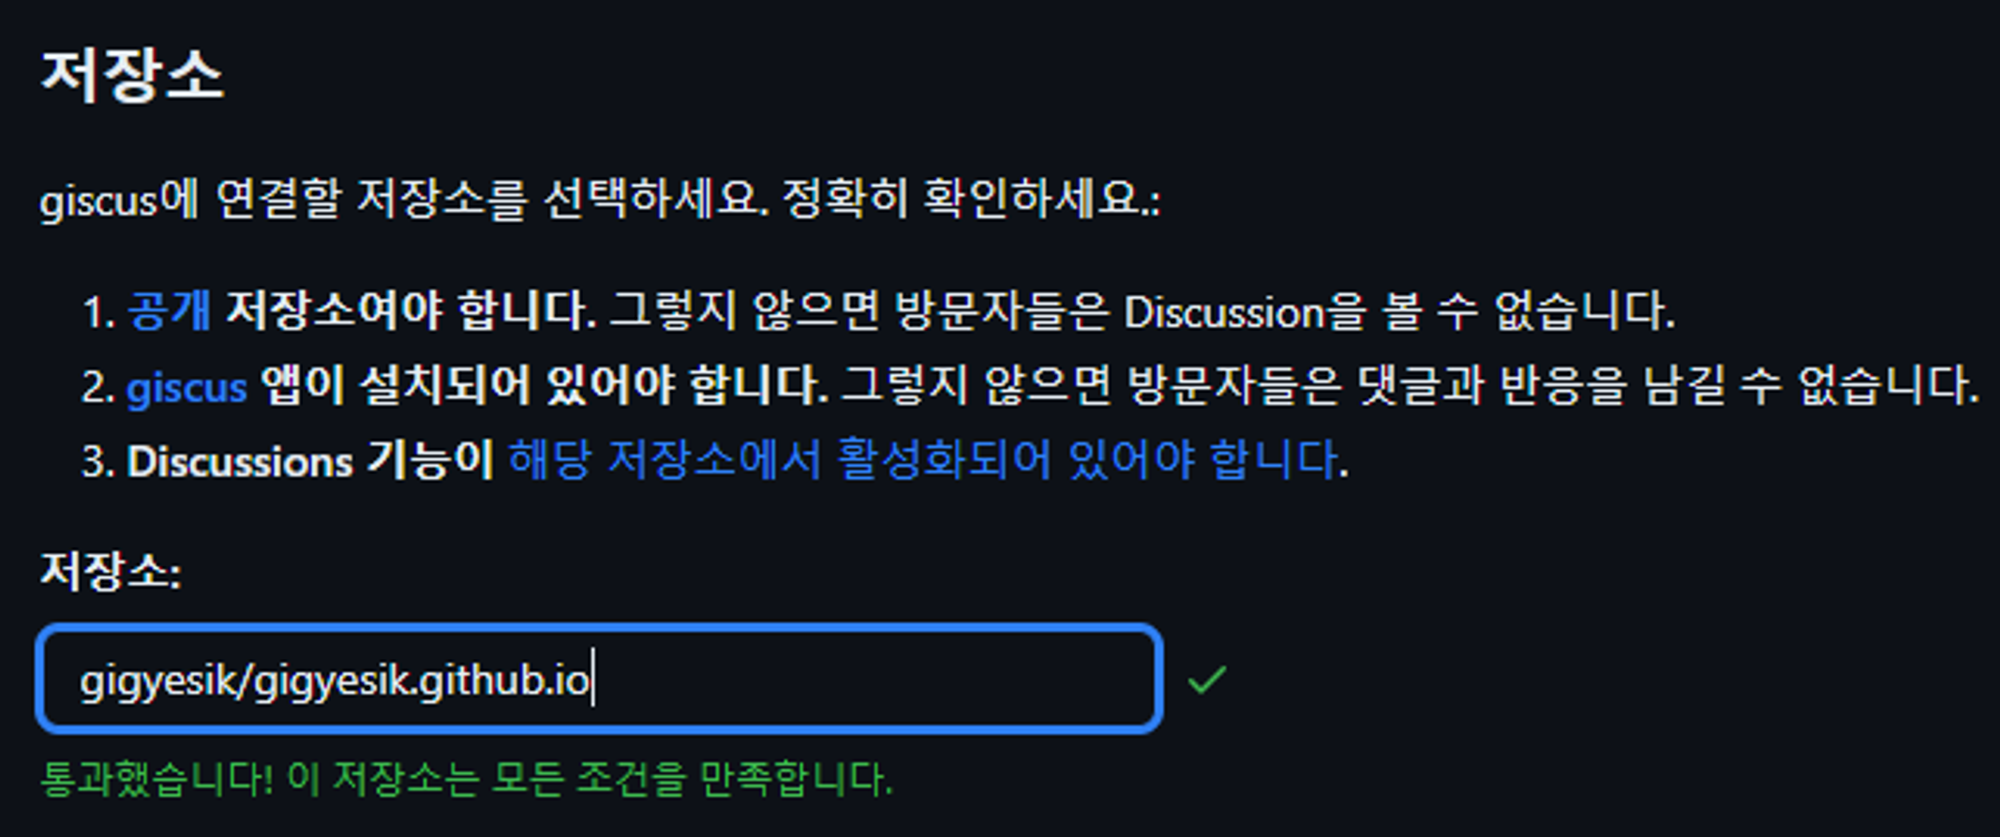 저장소
giscus에 연결할 저장소를 선택하세요. 정확히 확인하세요.:
1. 공개 저장소여야 합니다. 그렇지 않으면 방문자들은 Discussion을 볼 수 없습니다.
2. giscus 앱이 설치되어 있어야 합니다. 그렇지 않으면 방문자들은 댓글과 반응을 남길 수 없습니다.
3. Discussions 기능이 해당 저장소에서 활성화되어 있어야 합니다.
저장소:
gigyesik/gigyesik.github.io
통과했습니다! 이 저장소는 모든 조건을 만족합니다.